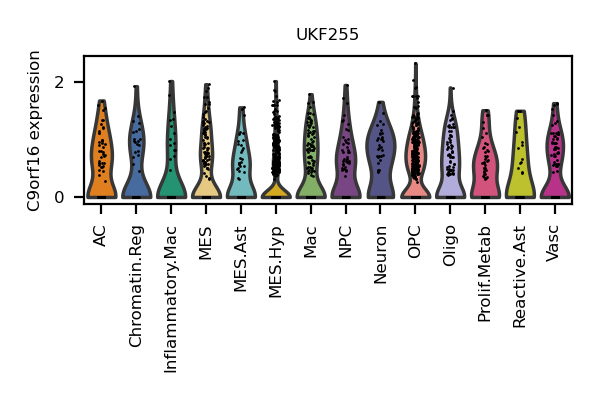 UKF255
C9orf16 expression
2
0
AC
Chromatin.Reg
Inflammatory.Mac
MES
MES.Ast
MES.Hyp
Mac
NPC
Neuron
OPC
Oligo
Prolif.Metab
Reactive.Ast
Vasc